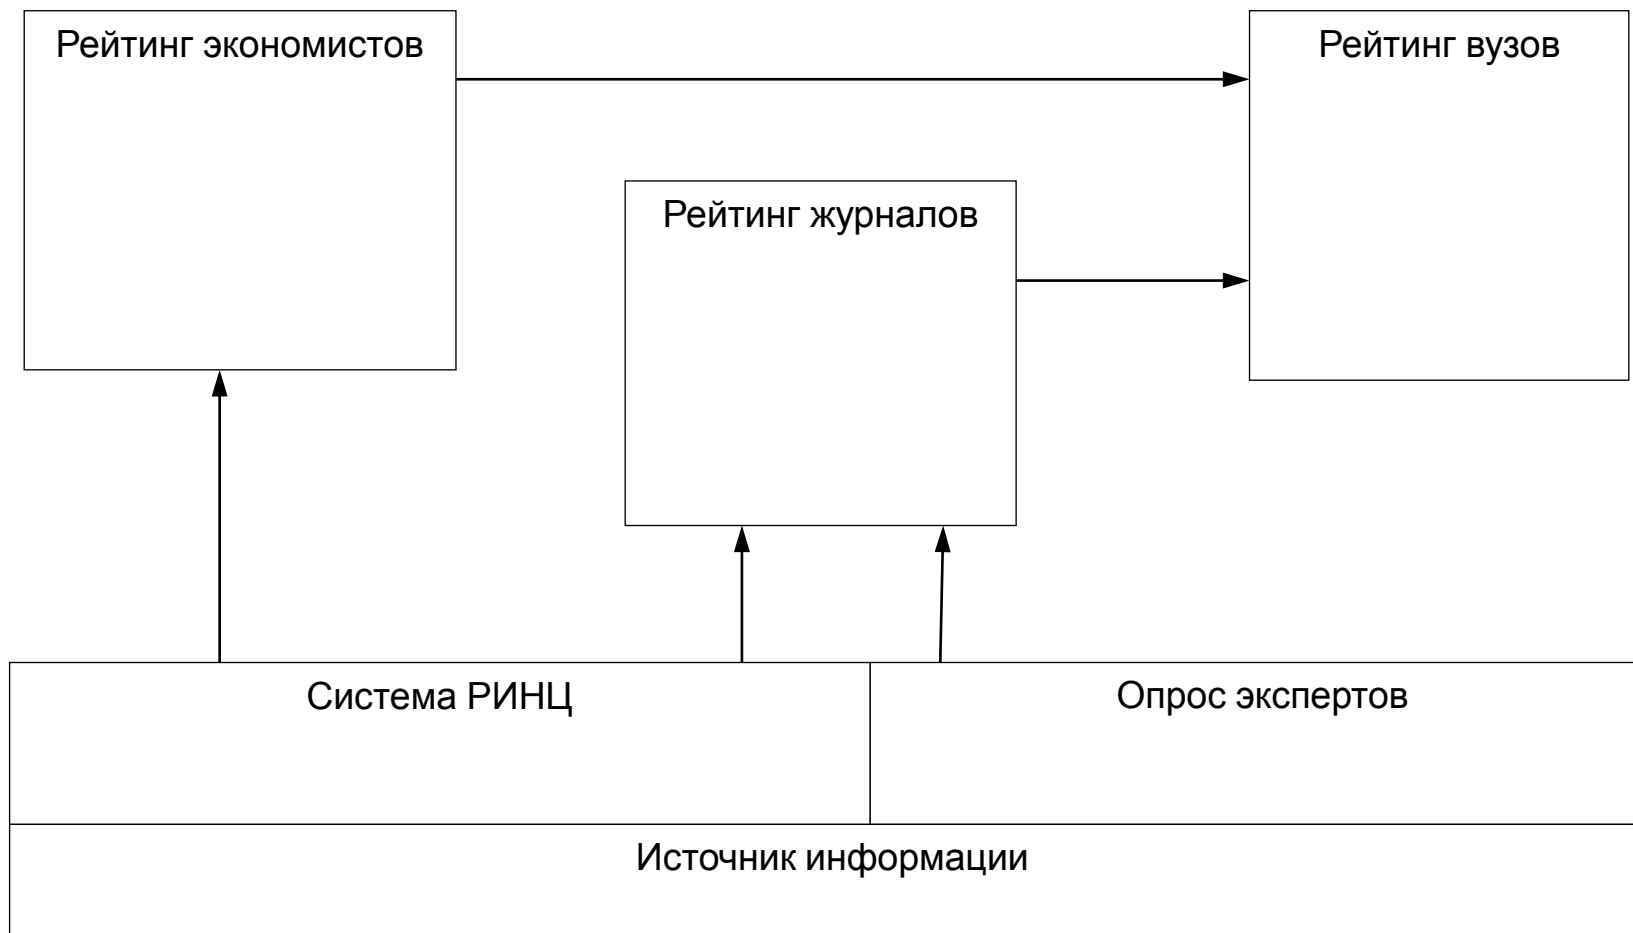 Рейтинг экономистов
Рейтинг вузов
Рейтинг журналов
Система РИНЦ
Опрос экспертов
Источник информации